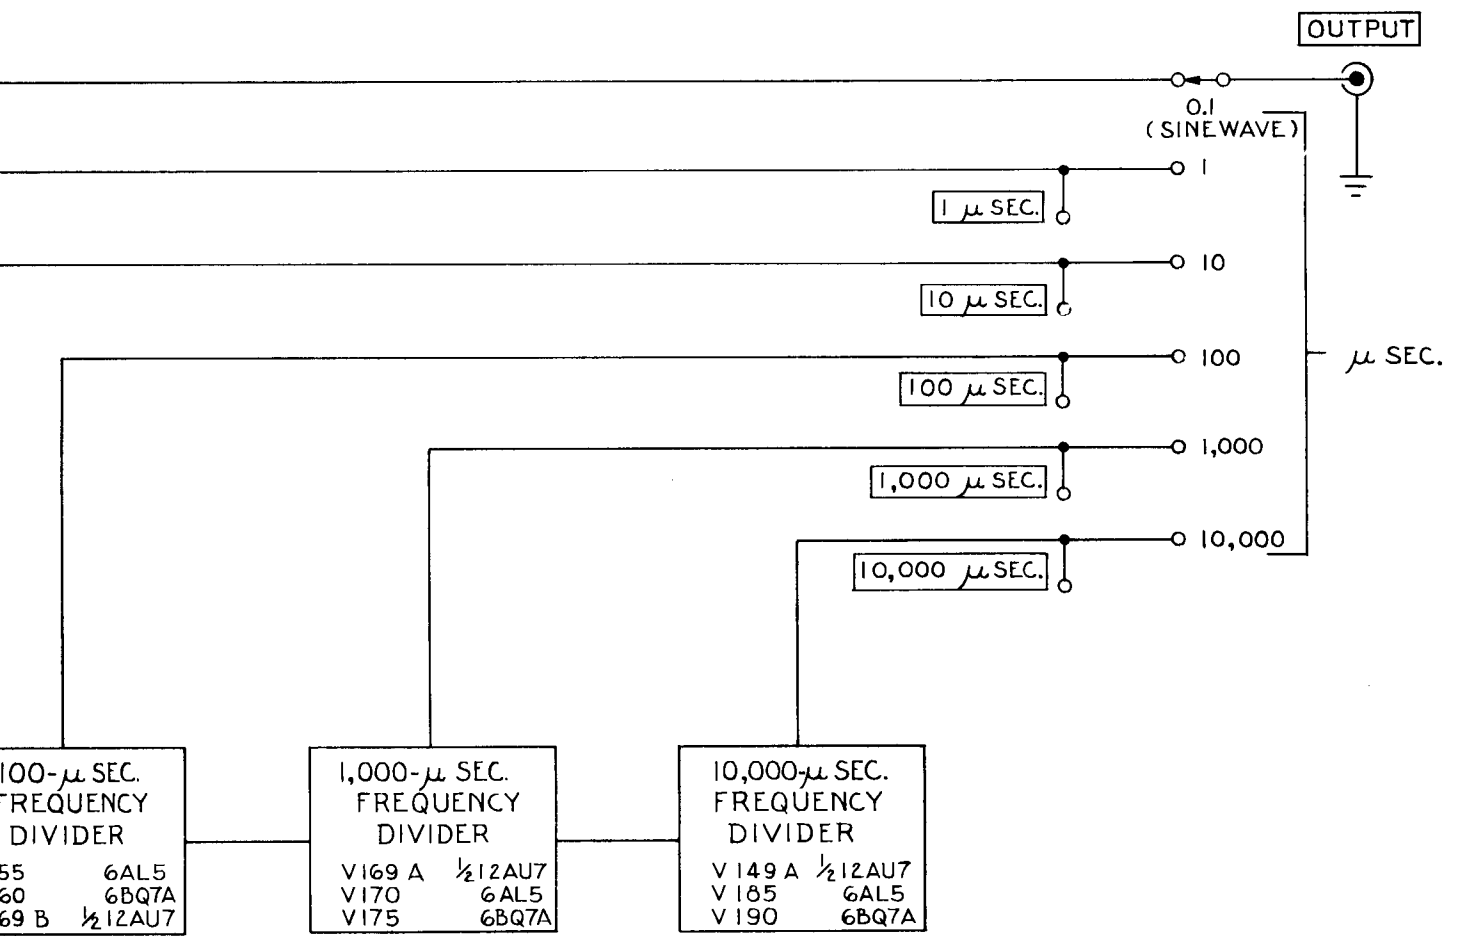 OUTPUT
0.1
(SINEWAVE)
1
1 μ SEC.
10
10 μ SEC.
100
μ SEC.
100 μ SEC.
1,000
1,000 μ SEC.
10,000
10,000 μ SEC.
100-μ SEC.
FREQUENCY
DIVIDER
55 6AL5
60 6BQ7A
69 B ½12AU7
1,000-μ SEC.
FREQUENCY
DIVIDER
V169 A ½12AU7
V170 6AL5
V175 6BQ7A
10,000-μ SEC.
FREQUENCY
DIVIDER
V149 A ½12AU7
V185 6AL5
V190 6BQ7A